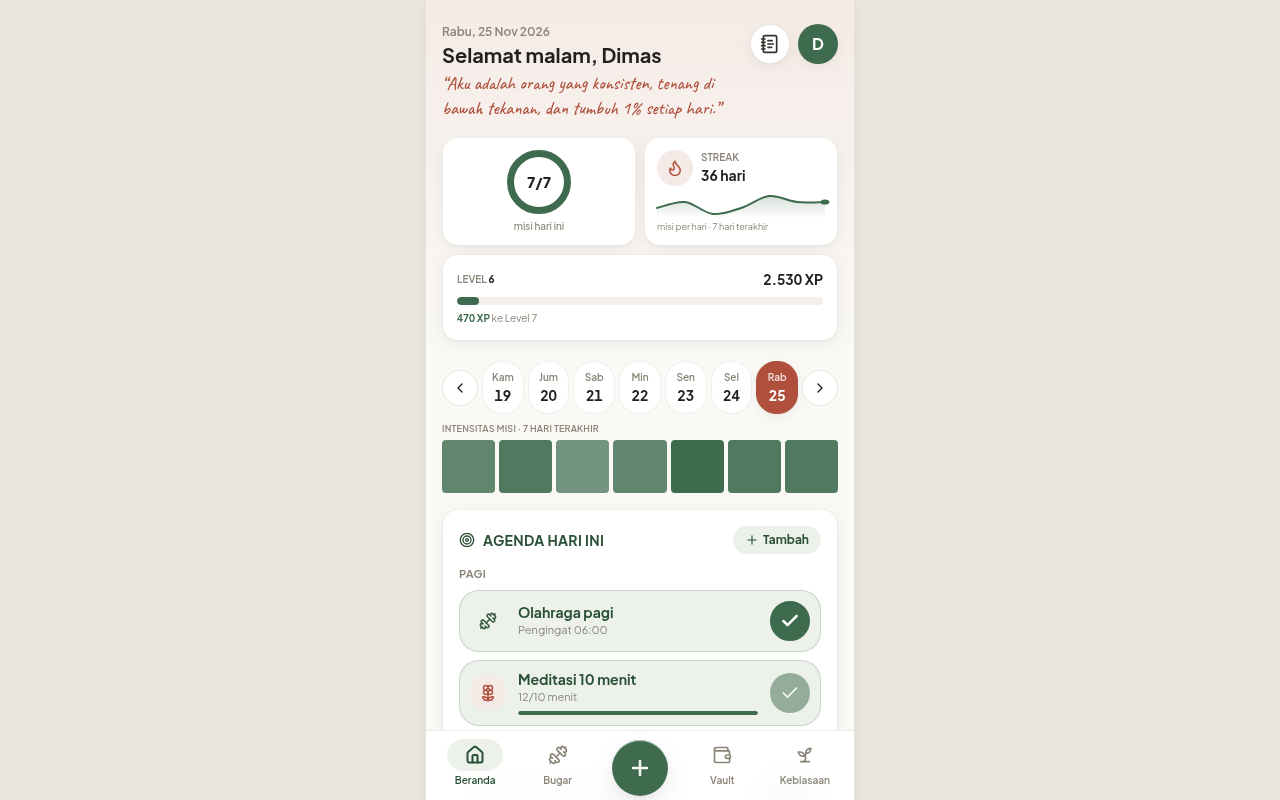 Rabu, 25 Nov 2026
Selamat malam, Dimas
D
“Aku adalah orang yang konsisten, tenang di
bawah tekanan, dan tumbuh 1% setiap hari.”
7/7
misi hari ini
STREAK
36 hari
misi per hari · 7 hari terakhir
LEVEL 6
2.530 XP
470 XP ke Level 7
Kam
19
Jum
20
Sab
21
Min
22
Sen
23
Sel
24
Rab
25
INTENSITAS MISI · 7 HARI TERAKHIR
AGENDA HARI INI
Tambah
PAGI
Olahraga pagi
Pengingat 06:00
Meditasi 10 menit
12/10 menit
Beranda
Bugar
Vault
Kebiasaan